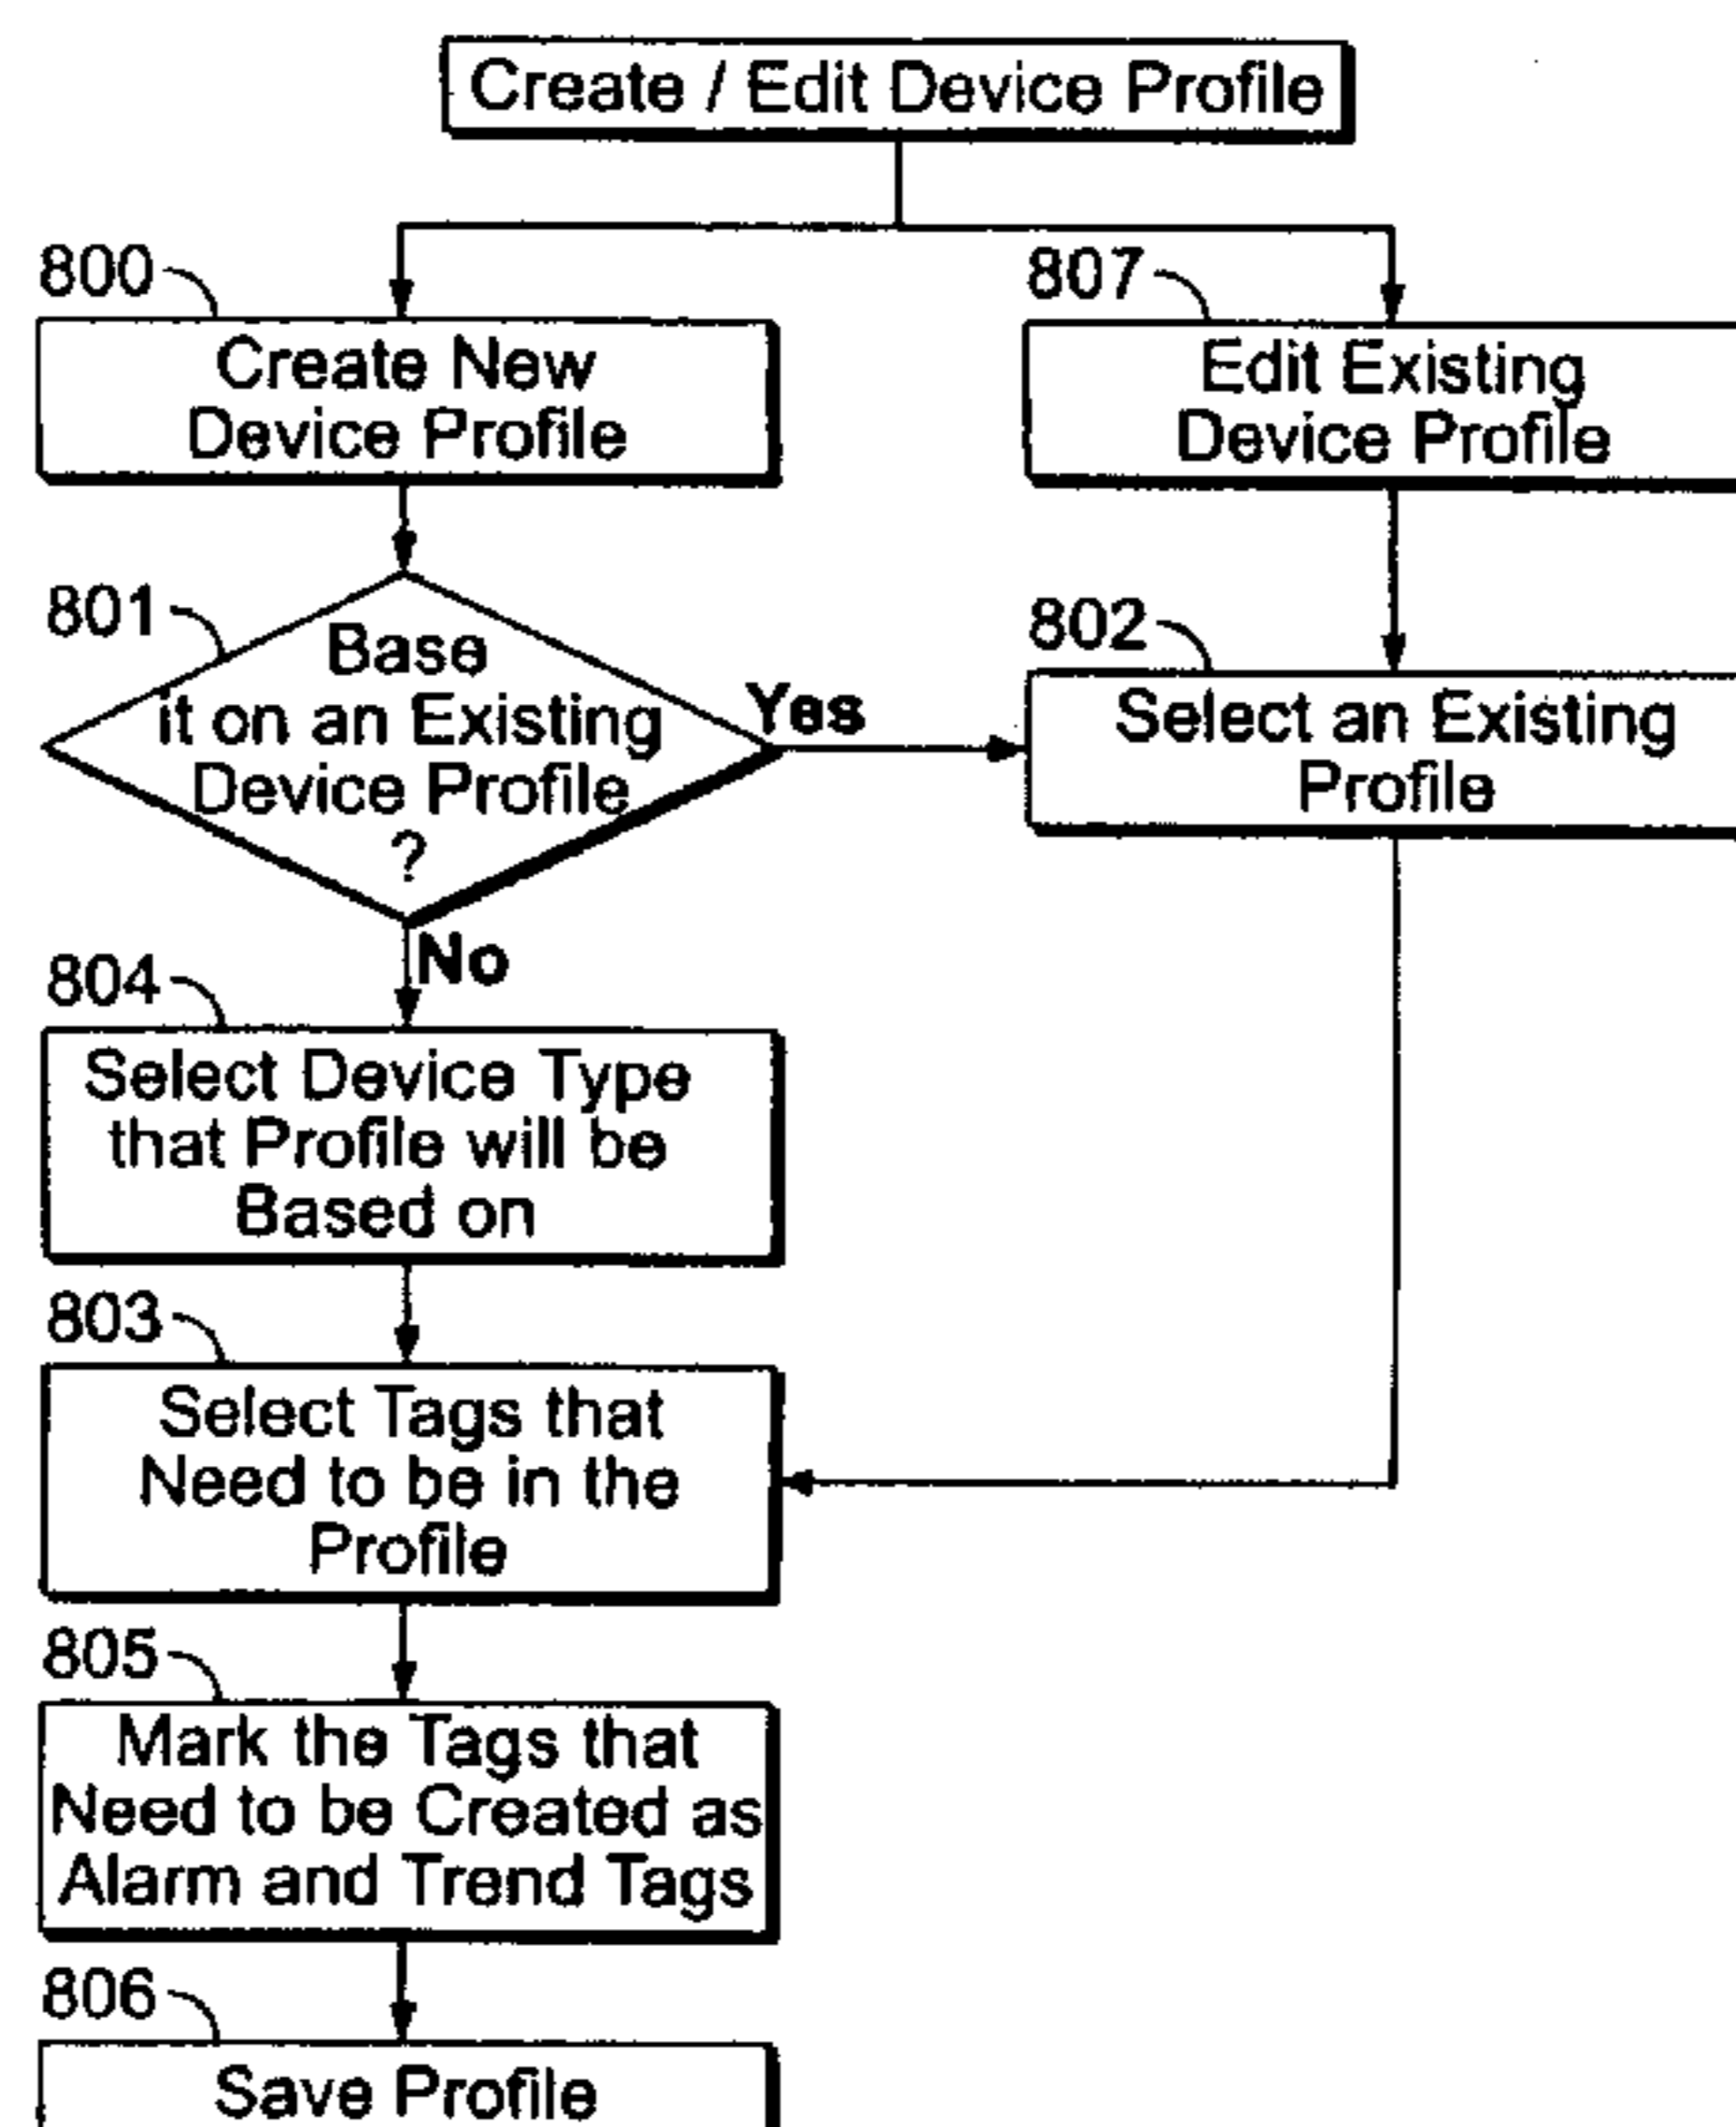 Create / Edit Device Profile
800
Create New
Device Profile
807
Edit Existing
Device Profile
801
Base
it on an Existing
Device Profile
?
Yes
802
Select an Existing
Profile
No
804
Select Device Type
that Profile will be
Based on
803
Select Tags that
Need to be in the
Profile
805
Mark the Tags that
Need to be Created as
Alarm and Trend Tags
806
Save Profile